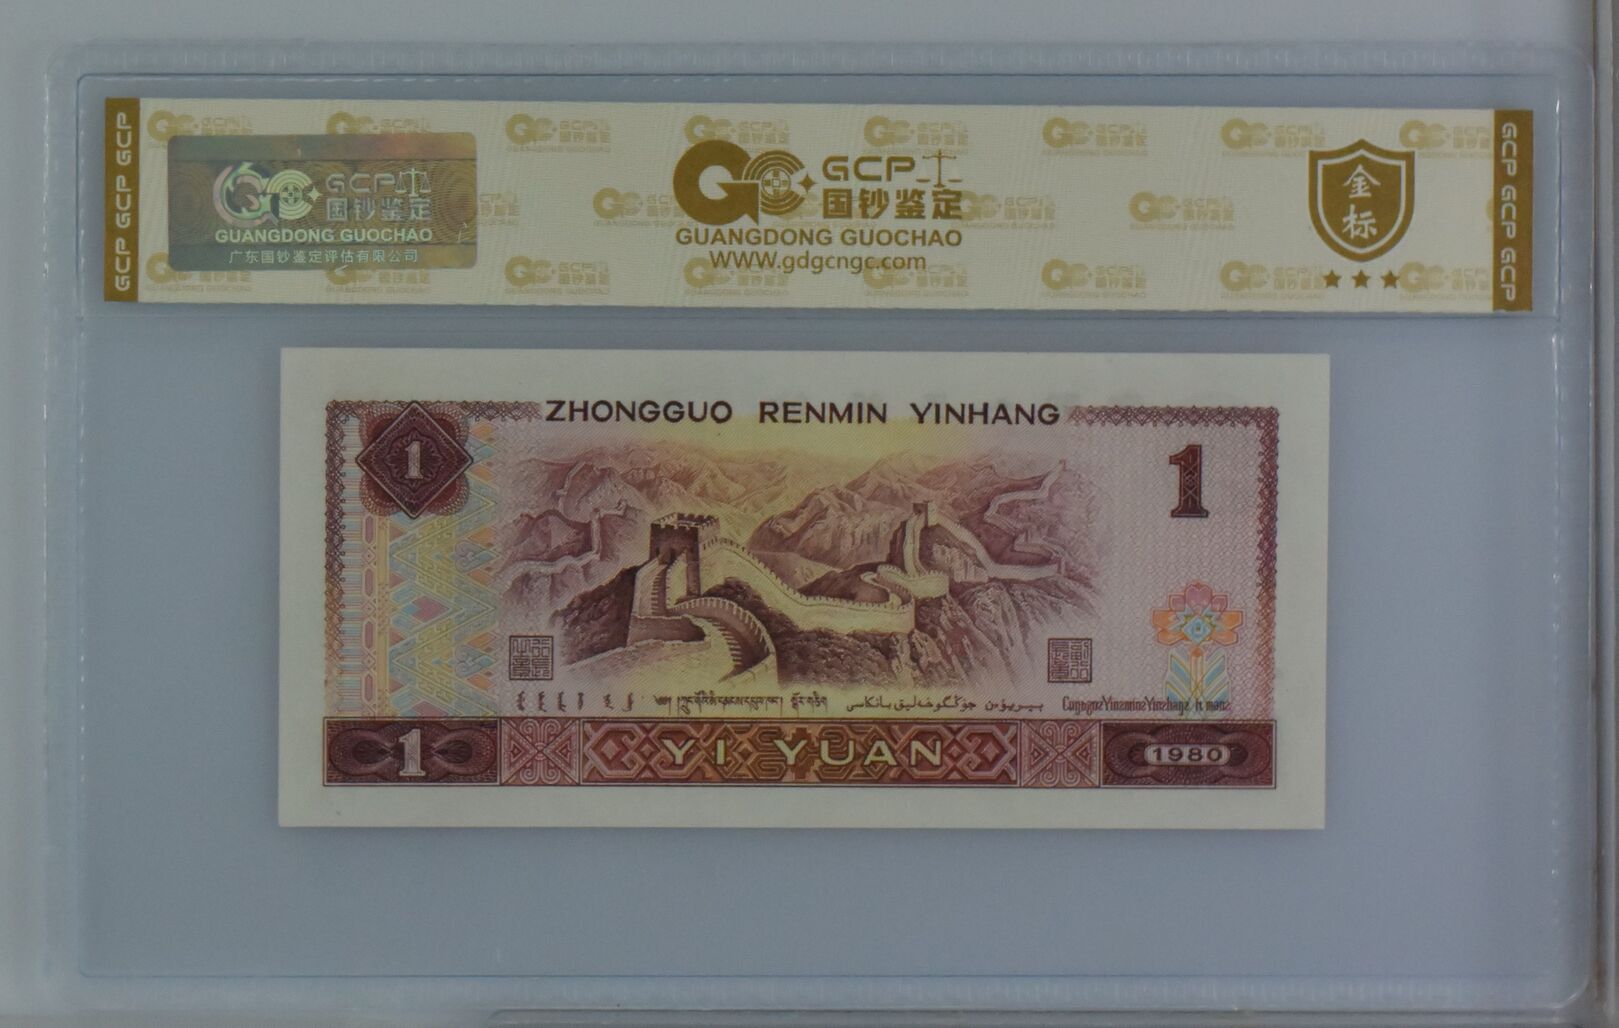 GCP GCP GCP
GCP
国钞鉴定
GUANGDONG GUOCHAO
广东国钞鉴定评估有限公司
GCP
国钞鉴定
GUANGDONG GUOCHAO
WWW.gdgcngc.com
金标
GCP GCP GCP
ZHONGGUO RENMIN YINHANG
1
1
1
YI YUAN
1980